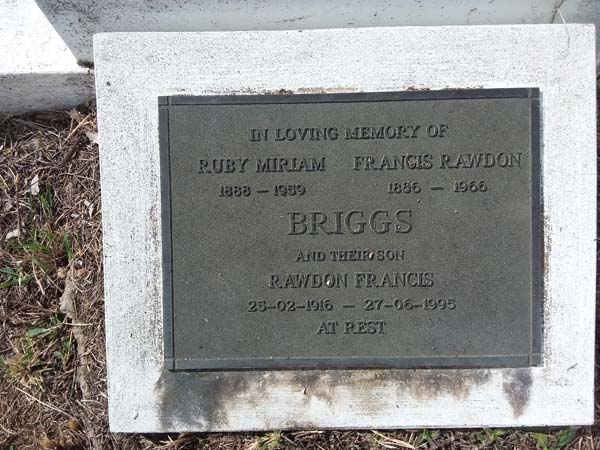 IN LOVING MEMORY OF
RUBY MIRIAM FRANCIS RAWDON
1888 - 1959 1886 - 1966
BRIGGS
AND THEIR SON
RAWDON FRANCIS
25-02-1916 - 27-06-1995
AT REST